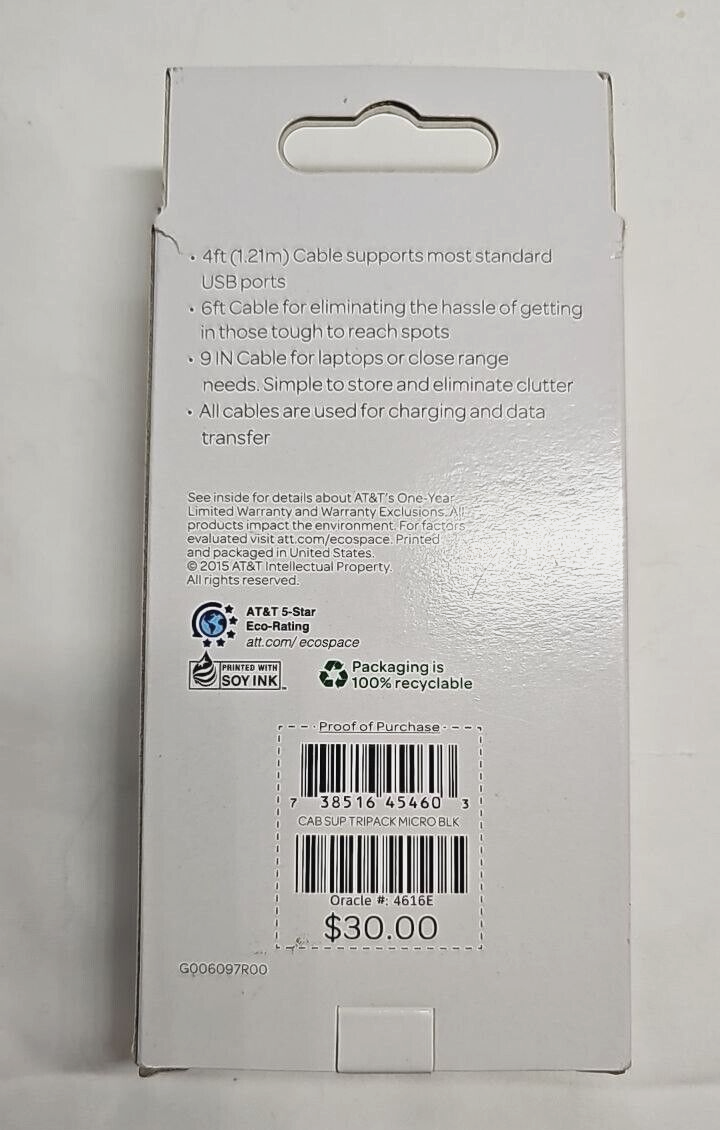 • 4ft (1.21m) Cable supports most standard
USB ports
• 6ft Cable for eliminating the hassle of getting
in those tough to reach spots
• 9 IN Cable for laptops or close range
needs. Simple to store and eliminate clutter
• All cables are used for charging and data
transfer
See inside for details about AT&T's One-Year
Limited Warranty and Warranty Exclusions. All
products impact the environment. For factors
evaluated visit att.com/ecospace. Printed
and packaged in United States.
© 2015 AT&T Intellectual Property.
All rights reserved.
AT&T 5-Star
Eco-Rating
att.com/ecospace
PRINTED WITH
SOY INK™
Packaging is
100% recyclable
Proof of Purchase
7 38516 45460 3
CAB SUP TRIPACK MICRO BLK
Oracle #: 4616E
$30.00
G006097R00